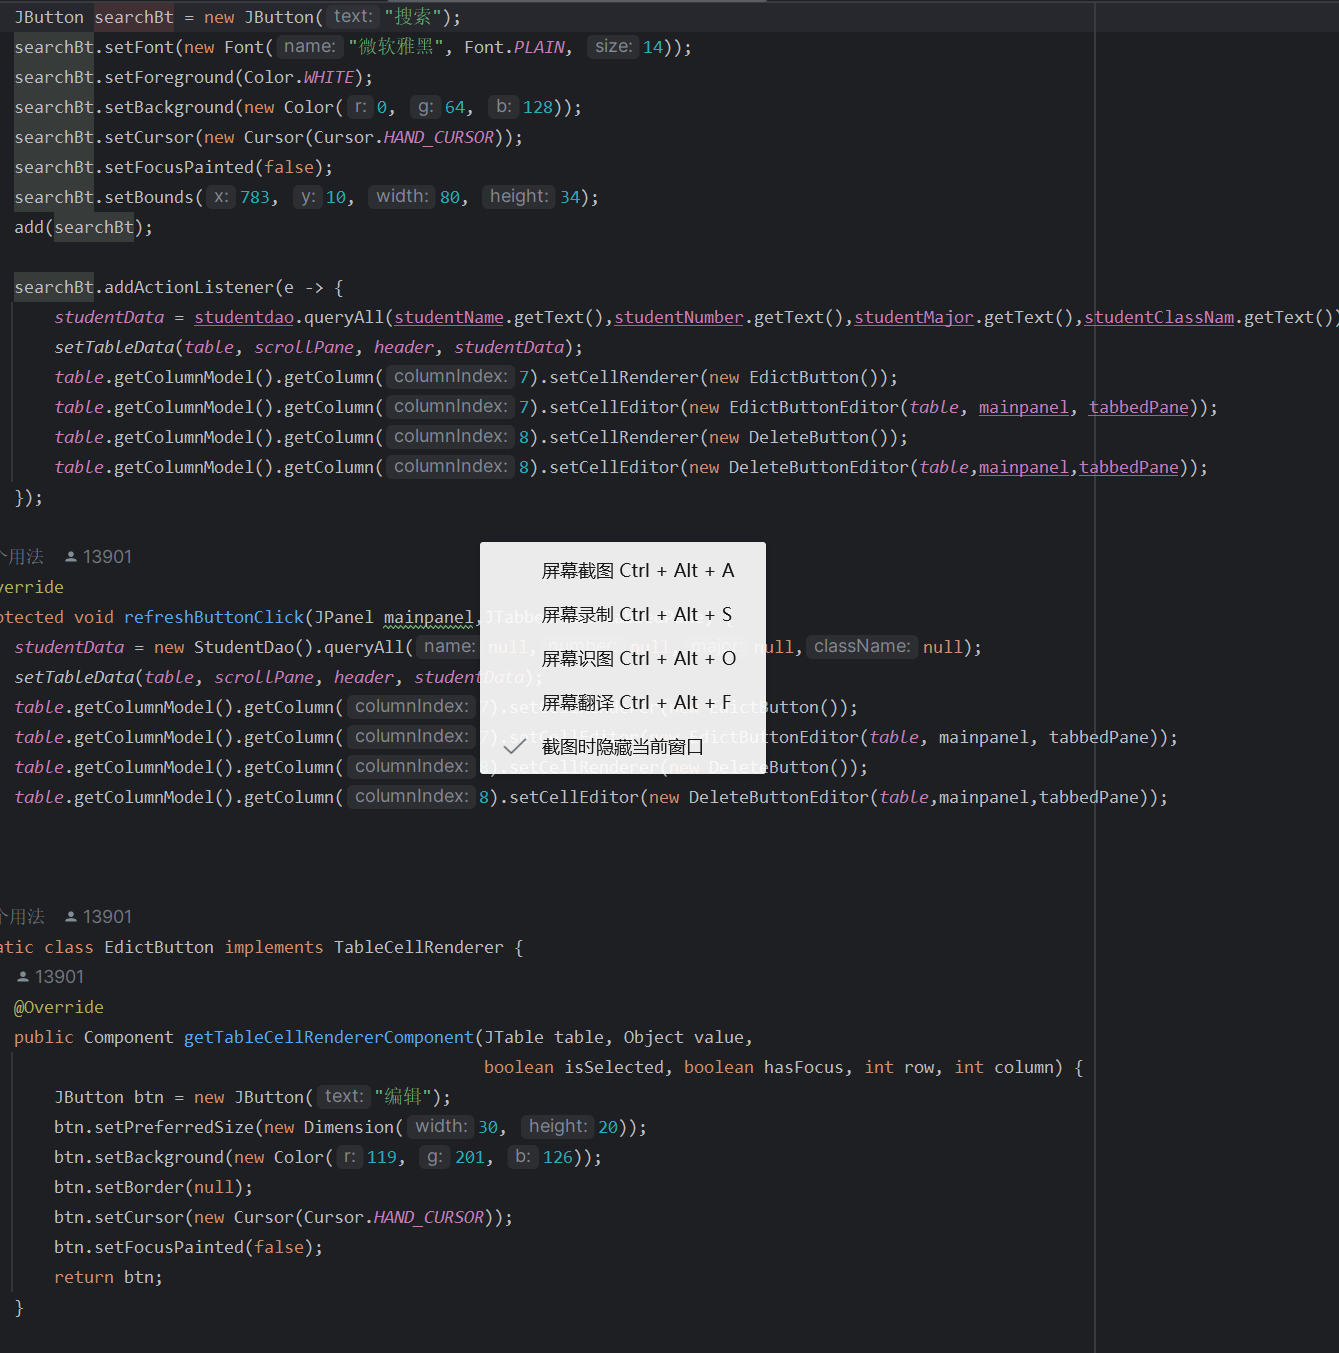 JButton searchBt = new JButton( text: "搜索");
searchBt.setFont(new Font( name: "微软雅黑", Font.PLAIN, size: 14));
searchBt.setForeground(Color.WHITE);
searchBt.setBackground(new Color( r: 0, g: 64, b: 128));
searchBt.setCursor(new Cursor(Cursor.HAND_CURSOR));
searchBt.setFocusPainted(false);
searchBt.setBounds( x: 783, y: 10, width: 80, height: 34);
add(searchBt);
searchBt.addActionListener(e -> {
studentData = studentdao.queryAll(studentName.getText(),studentNumber.getText(),studentMajor.getText(),studentClassNam.getText())
setTableData(table, scrollPane, header, studentData);
table.getColumnModel().getColumn( columnIndex: 7).setCellRenderer(new EdictButton());
table.getColumnModel().getColumn( columnIndex: 7).setCellEditor(new EdictButtonEditor(table, mainpanel, tabbedPane));
table.getColumnModel().getColumn( columnIndex: 8).setCellRenderer(new DeleteButton());
table.getColumnModel().getColumn( columnIndex: 8).setCellEditor(new DeleteButtonEditor(table,mainpanel,tabbedPane));
});
个用法 13901
verride
otected void refreshButtonClick(JPanel mainpanel,JTabbe
studentData = new StudentDao().queryAll( name: null, null, null, className: null);
setTableData(table, scrollPane, header, studentData);
table.getColumnModel().getColumn( columnIndex: 7).setCellRenderer(new EdictButton());
table.getColumnModel().getColumn( columnIndex: 7).setCellEditor(new EdictButtonEditor(table, mainpanel, tabbedPane));
table.getColumnModel().getColumn( columnIndex: 8).setCellRenderer(new DeleteButton());
table.getColumnModel().getColumn( columnIndex: 8).setCellEditor(new DeleteButtonEditor(table,mainpanel,tabbedPane));
屏幕截图 Ctrl + Alt + A
屏幕录制 Ctrl + Alt + S
屏幕识图 Ctrl + Alt + O
屏幕翻译 Ctrl + Alt + F
截图时隐藏当前窗口
个用法 13901
atic class EdictButton implements TableCellRenderer {
13901
@Override
public Component getTableCellRendererComponent(JTable table, Object value,
boolean isSelected, boolean hasFocus, int row, int column) {
JButton btn = new JButton( text: "编辑");
btn.setPreferredSize(new Dimension( width: 30, height: 20));
btn.setBackground(new Color( r: 119, g: 201, b: 126));
btn.setBorder(null);
btn.setCursor(new Cursor(Cursor.HAND_CURSOR));
btn.setFocusPainted(false);
return btn;
}